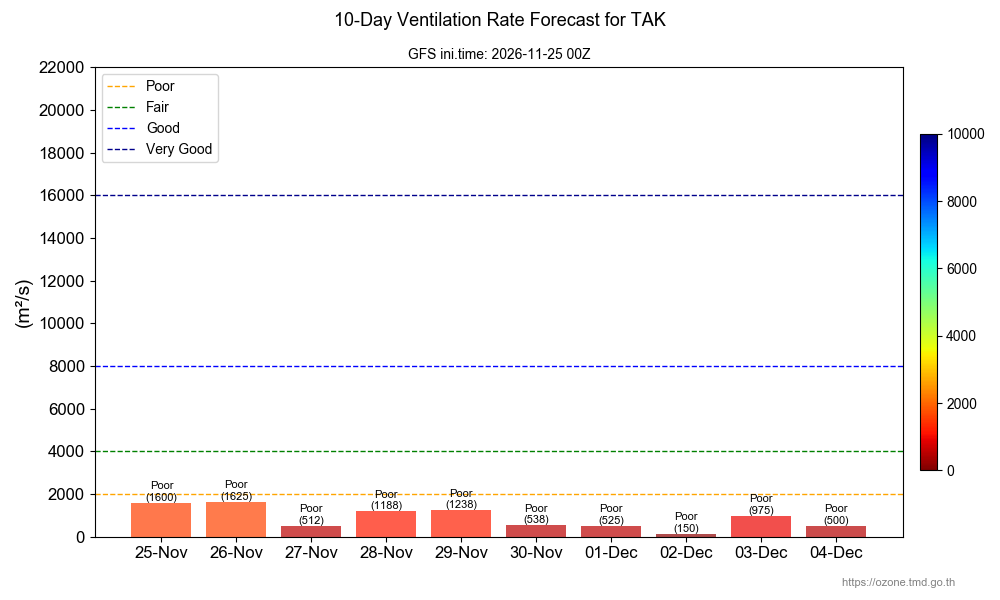 10-Day Ventilation Rate Forecast for TAK
GFS ini.time: 2026-11-25 00Z
22000
20000
18000
16000
14000
12000
10000
8000
6000
4000
2000
0
(m²/s)
Poor
Fair
Good
Very Good
Poor
(1600)
Poor
(1625)
Poor
(512)
Poor
(1188)
Poor
(1238)
Poor
(538)
Poor
(525)
Poor
(150)
Poor
(975)
Poor
(500)
25-Nov
26-Nov
27-Nov
28-Nov
29-Nov
30-Nov
01-Dec
02-Dec
03-Dec
04-Dec
10000
8000
6000
4000
2000
0
https://ozone.tmd.go.th